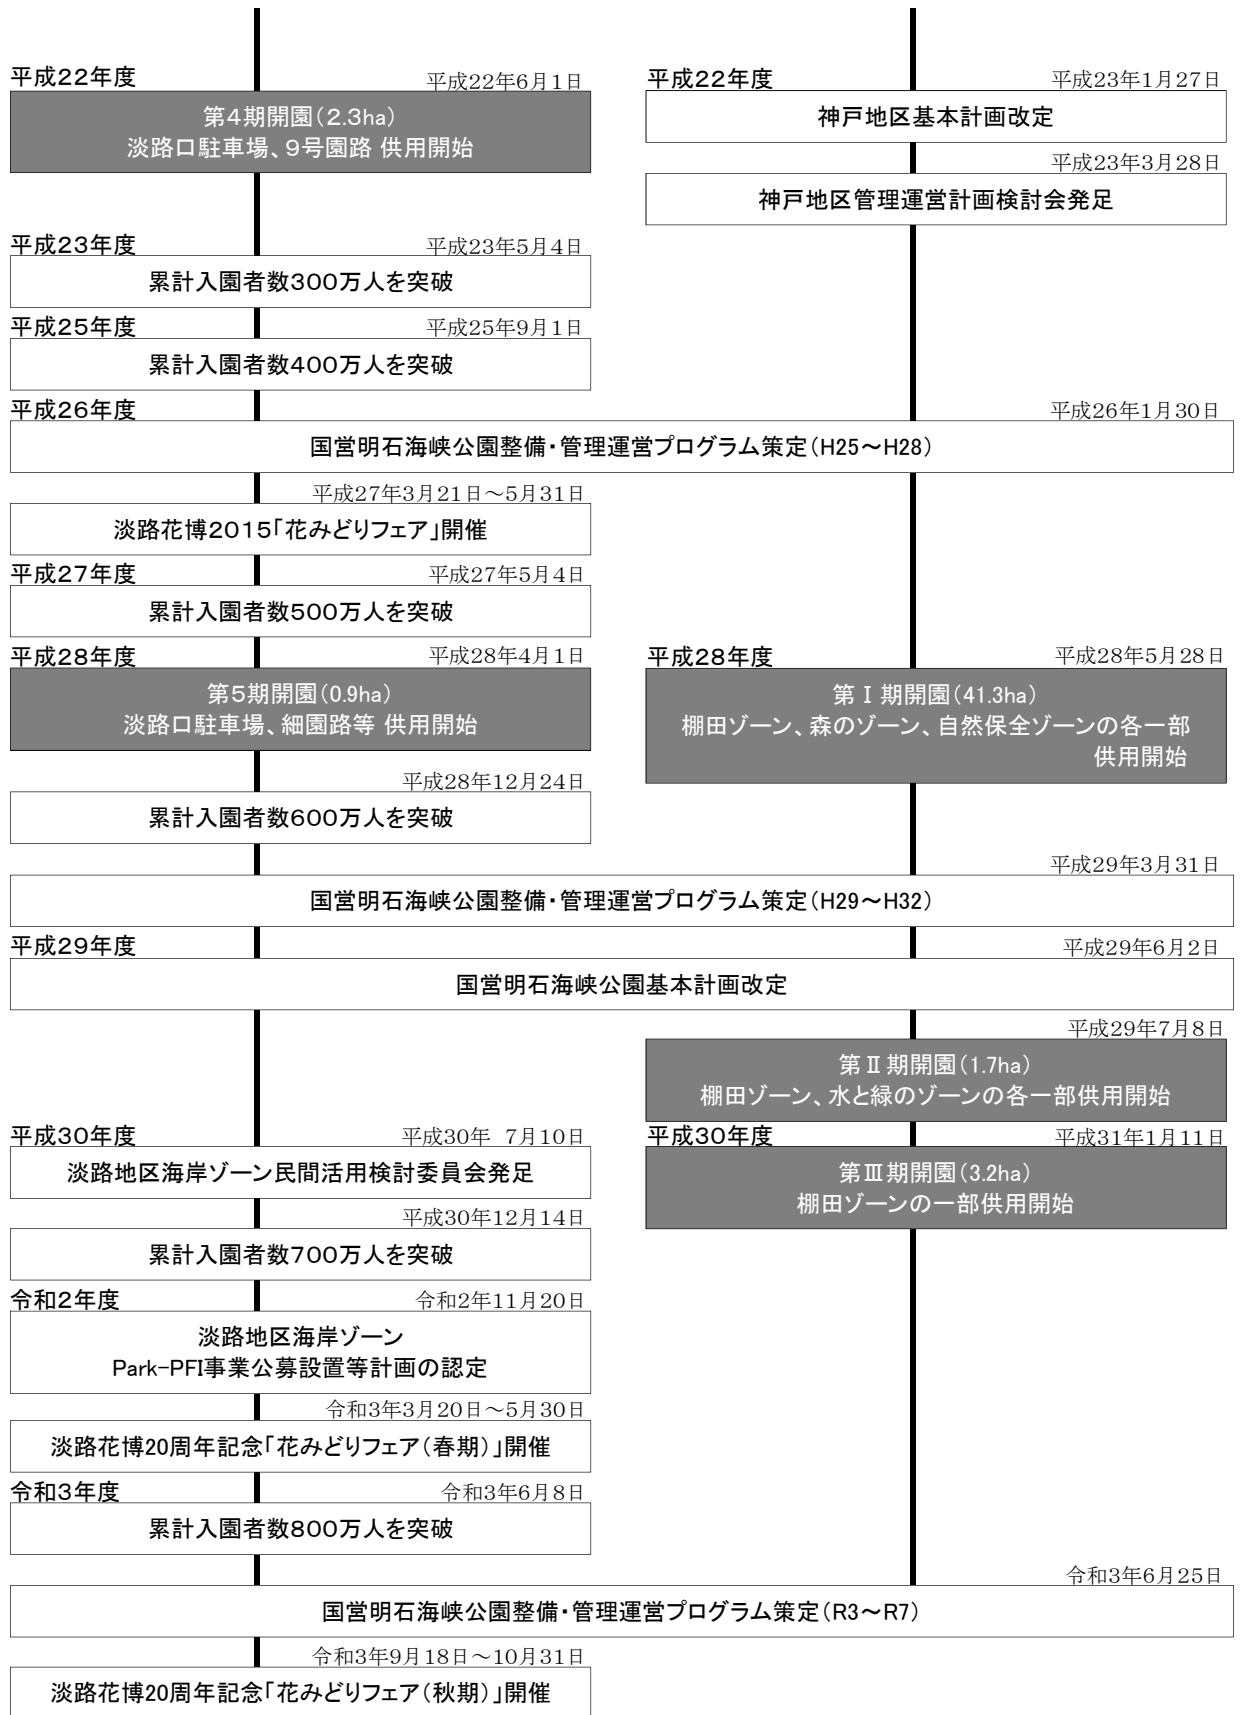 平成22年度
平成22年6月1日
第4期開園(2.3ha)
淡路口駐車場、9号園路 供用開始
平成22年度
平成23年1月27日
神戸地区基本計画改定
平成23年3月28日
神戸地区管理運営計画検討会発足
平成23年度
平成23年5月4日
累計入園者数300万人を突破
平成25年度
平成25年9月1日
累計入園者数400万人を突破
平成26年度
平成26年1月30日
国営明石海峡公園整備・管理運営プログラム策定(H25～H28)
平成27年3月21日～5月31日
淡路花博2015「花みどりフェア」開催
平成27年度
平成27年5月4日
累計入園者数500万人を突破
平成28年度
平成28年4月1日
第5期開園(0.9ha)
淡路口駐車場、細園路等 供用開始
平成28年度
平成28年5月28日
第Ⅰ期開園(41.3ha)
棚田ゾーン、森のゾーン、自然保全ゾーンの各一部
供用開始
平成28年12月24日
累計入園者数600万人を突破
平成29年3月31日
国営明石海峡公園整備・管理運営プログラム策定(H29～H32)
平成29年度
平成29年6月2日
国営明石海峡公園基本計画改定
平成29年7月8日
第Ⅱ期開園(1.7ha)
棚田ゾーン、水と緑のゾーンの各一部供用開始
平成30年度
平成30年 7月10日
淡路地区海岸ゾーン民間活用検討委員会発足
平成30年度
平成31年1月11日
第Ⅲ期開園(3.2ha)
棚田ゾーンの一部供用開始
平成30年12月14日
累計入園者数700万人を突破
令和2年度
令和2年11月20日
淡路地区海岸ゾーン
Park-PFI事業公募設置等計画の認定
令和3年3月20日～5月30日
淡路花博20周年記念「花みどりフェア(春期)」開催
令和3年度
令和3年6月8日
累計入園者数800万人を突破
令和3年6月25日
国営明石海峡公園整備・管理運営プログラム策定(R3～R7)
令和3年9月18日～10月31日
淡路花博20周年記念「花みどりフェア(秋期)」開催